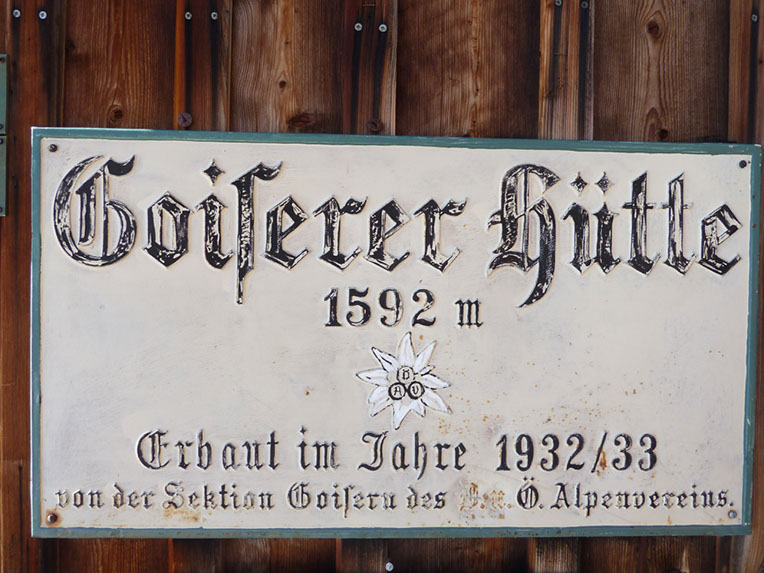 Goiserer Hütte
1592 m
Ö
A V
Erbaut im Jahre 1932/33
von der Sektion Goisern des D.u.Ö. Alpenvereins.